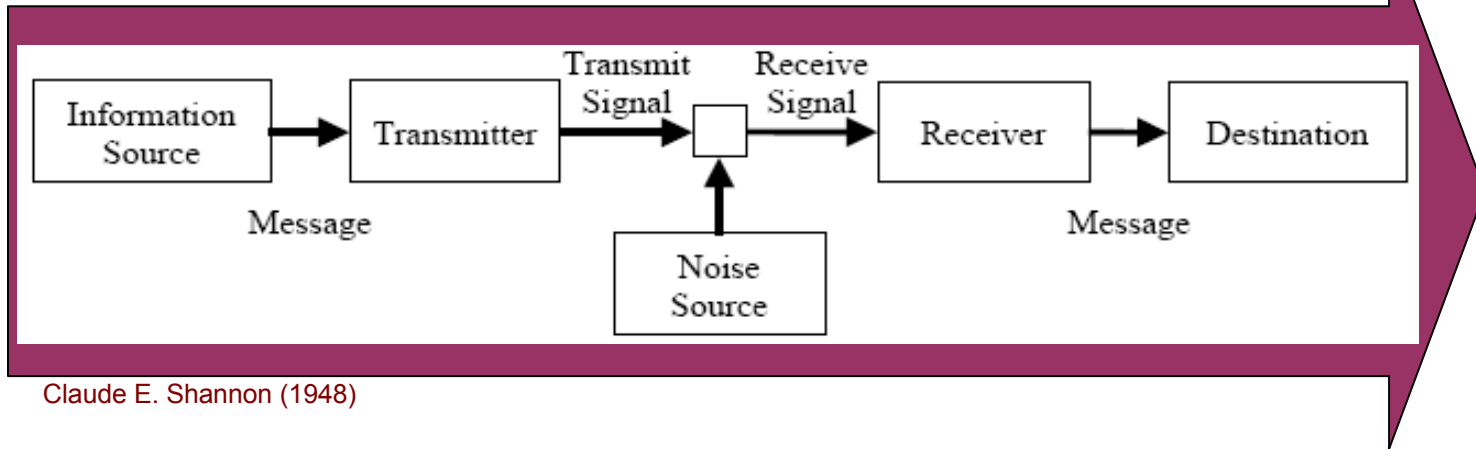 Information
Source
Transmitter
Transmit
Signal
Receive
Signal
Receiver
Destination
Message
Noise
Source
Message
Claude E. Shannon (1948)